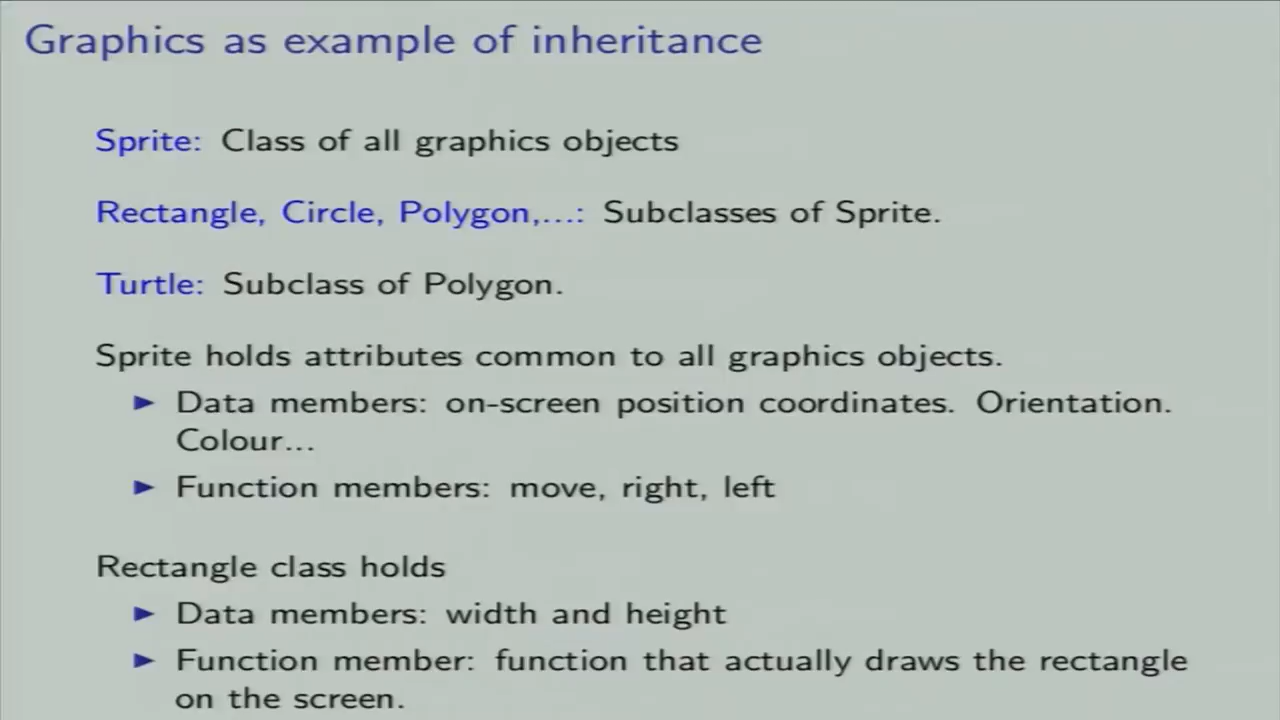 Graphics as example of inheritance
Sprite: Class of all graphics objects
Rectangle, Circle, Polygon,...: Subclasses of Sprite.
Turtle: Subclass of Polygon.
Sprite holds attributes common to all graphics objects.
► Data members: on-screen position coordinates. Orientation.
Colour...
► Function members: move, right, left
Rectangle class holds
► Data members: width and height
► Function member: function that actually draws the rectangle
on the screen.